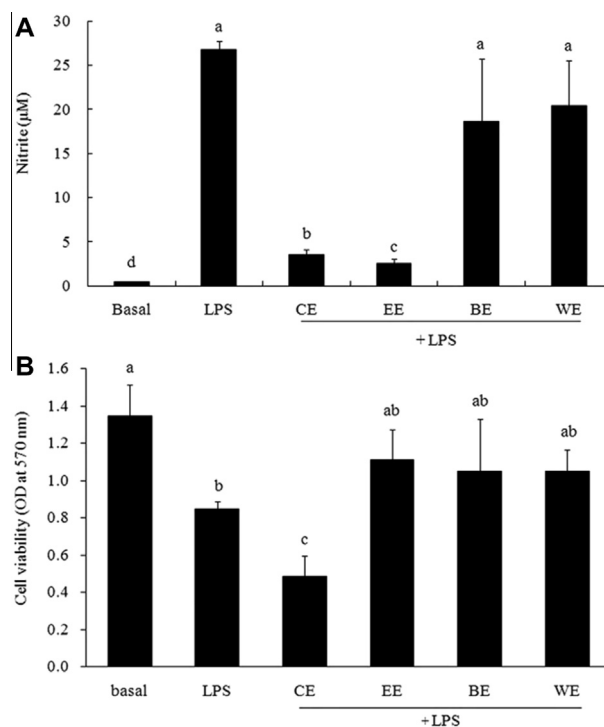 A
Nitrite (µM)
30
25
20
15
10
5
0
d
a
b
c
a
a
Basal LPS CE EE BE WE
+LPS
B
Cell viability (OD at 570 nm)
1.6
1.4
1.2
1.0
0.8
0.6
0.4
0.2
0.0
a
b
c
ab
ab
ab
basal LPS CE EE BE WE
+LPS